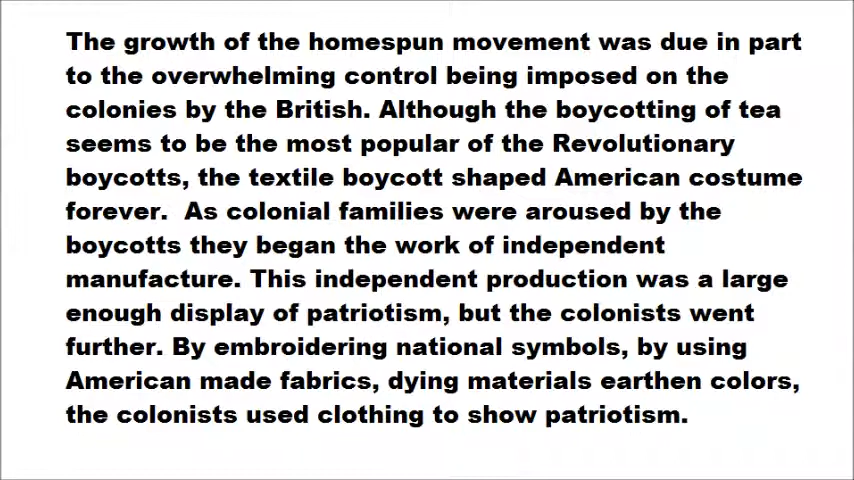 The growth of the homespun movement was due in part
to the overwhelming control being imposed on the
colonies by the British. Although the boycotting of tea
seems to be the most popular of the Revolutionary
boycotts, the textile boycott shaped American costume
forever.  As colonial families were aroused by the
boycotts they began the work of independent
manufacture. This independent production was a large
enough display of patriotism, but the colonists went
further. By embroidering national symbols, by using
American made fabrics, dying materials earthen colors,
the colonists used clothing to show patriotism.